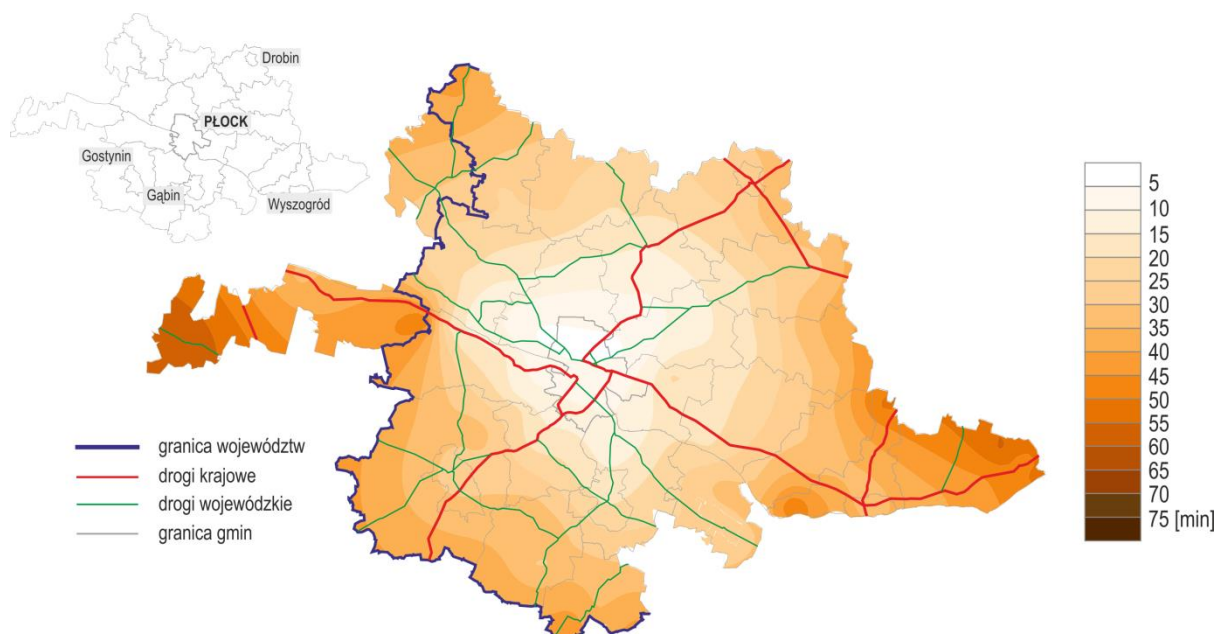 Drobin
PŁOCK
Gostynin
Gąbin
Wyszogród
granica województw
drogi krajowe
drogi wojewódzkie
granica gmin
5
10
15
20
25
30
35
40
45
50
55
60
65
70
75 [min]